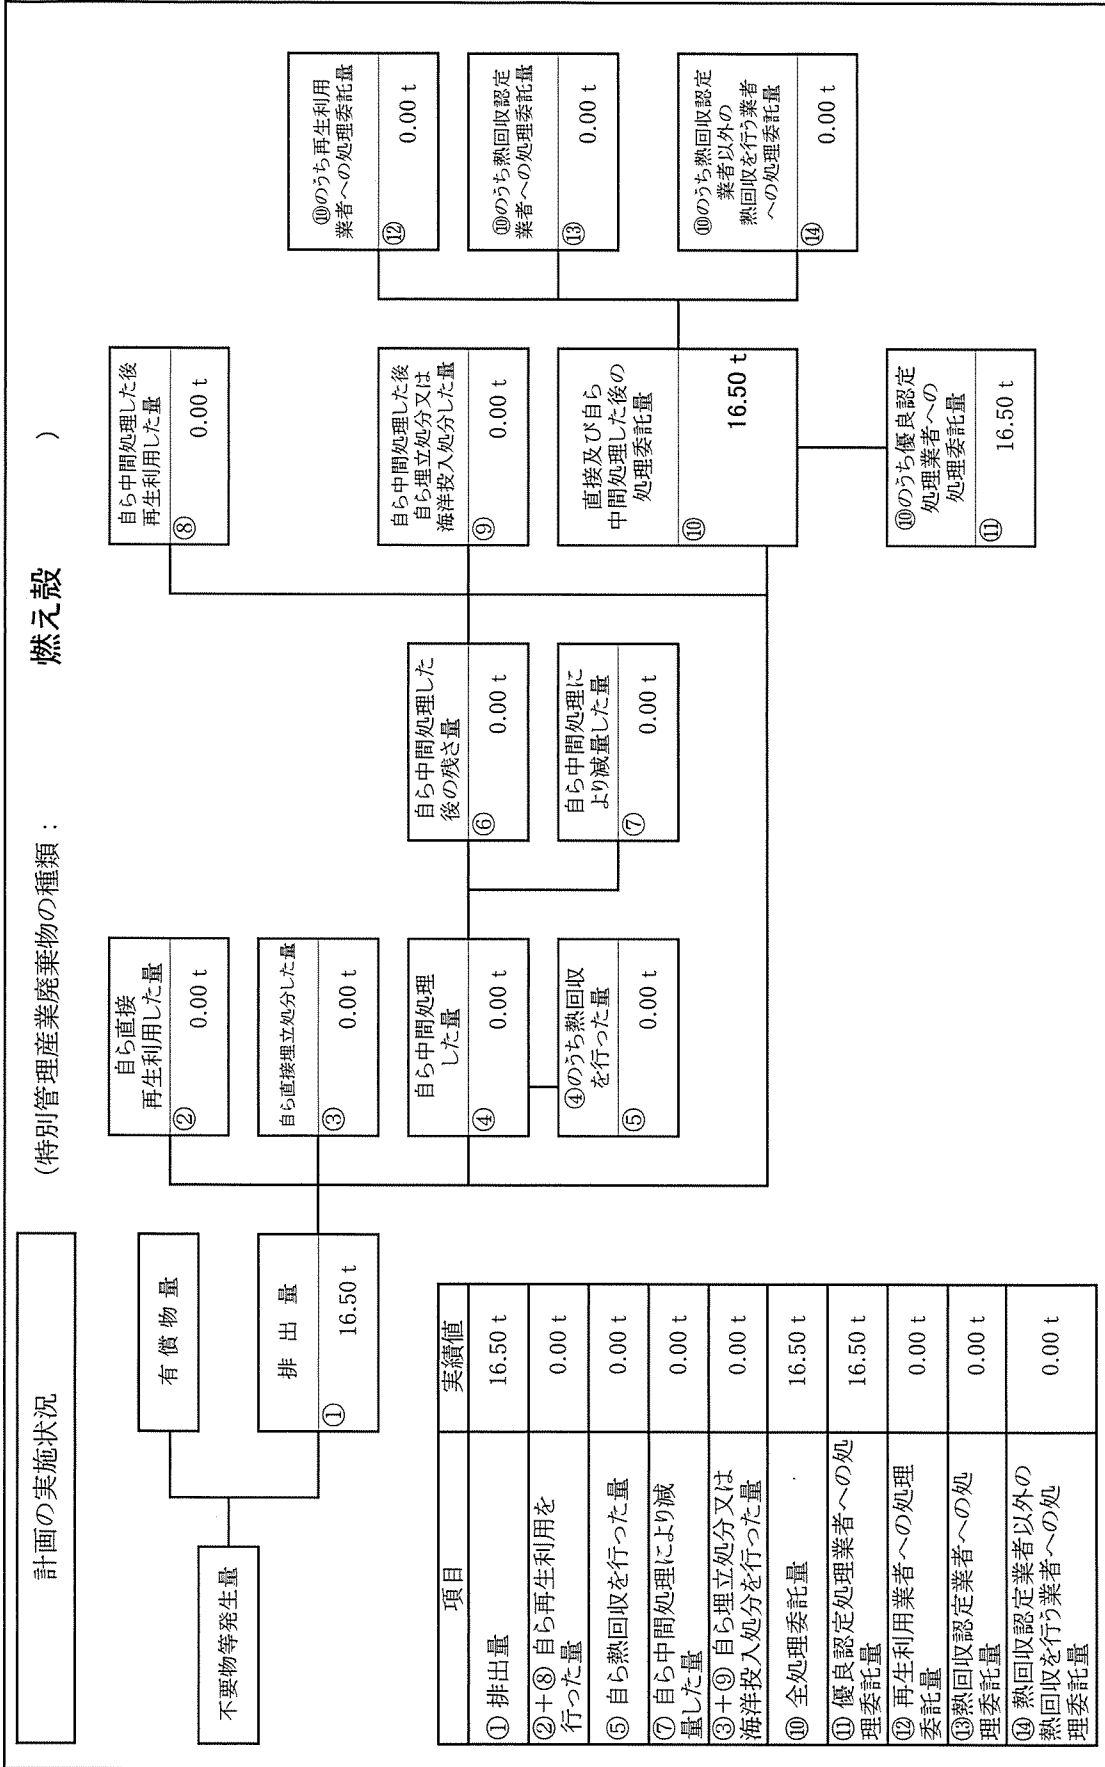 計画の実施状況
(特別管理産業廃棄物の種類： 燃え殻 )
不要物等発生量
有償物量
排出量
① 16.50 t
自ら直接
再生利用した量
② 0.00 t
自ら直接埋立処分した量
③ 0.00 t
自ら中間処理
した量
④ 0.00 t
④のうち熱回収
を行った量
⑤ 0.00 t
自ら中間処理した
後の残さ量
⑥ 0.00 t
自ら中間処理に
より減量した量
⑦ 0.00 t
自ら中間処理した後
再生利用した量
⑧ 0.00 t
自ら中間処理した後
自ら埋立処分又は
海洋投入処分した量
⑨ 0.00 t
直接及び自ら
中間処理した後の
処理委託量
⑩ 16.50 t
⑩のうち優良認定
処理業者への
処理委託量
⑪ 16.50 t
⑩のうち再生利用
業者への処理委託量
⑫ 0.00 t
⑩のうち熱回収認定
業者への処理委託量
⑬ 0.00 t
⑩のうち熱回収認定
業者以外の
熱回収を行う業者
への処理委託量
⑭ 0.00 t
項目 実績値
① 排出量 16.50 t
②＋⑧ 自ら再生利用を
行った量 0.00 t
⑤ 自ら熱回収を行った量 0.00 t
⑦ 自ら中間処理により減
量した量 0.00 t
③＋⑨ 自ら埋立処分又は
海洋投入処分を行った量 0.00 t
⑩ 全処理委託量 16.50 t
⑪ 優良認定処理業者への処
理委託量 16.50 t
⑫ 再生利用業者への処理
委託量 0.00 t
⑬熱回収認定業者への処
理委託量 0.00 t
⑭ 熱回収認定業者以外の
熱回収を行う業者への処
理委託量 0.00 t